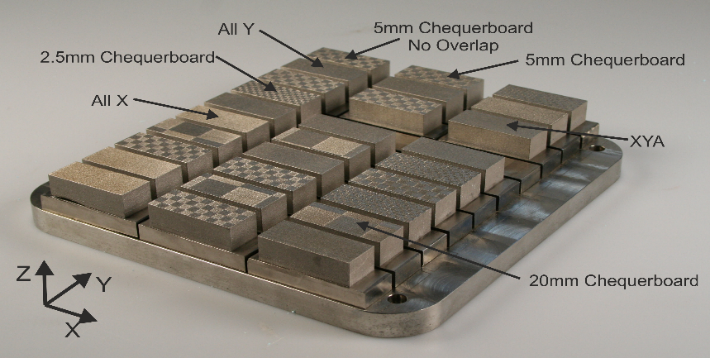 All Y
5mm Chequerboard
No Overlap
2.5mm Chequerboard
5mm Chequerboard
All X
XYA
20mm Chequerboard
Z
Y
X